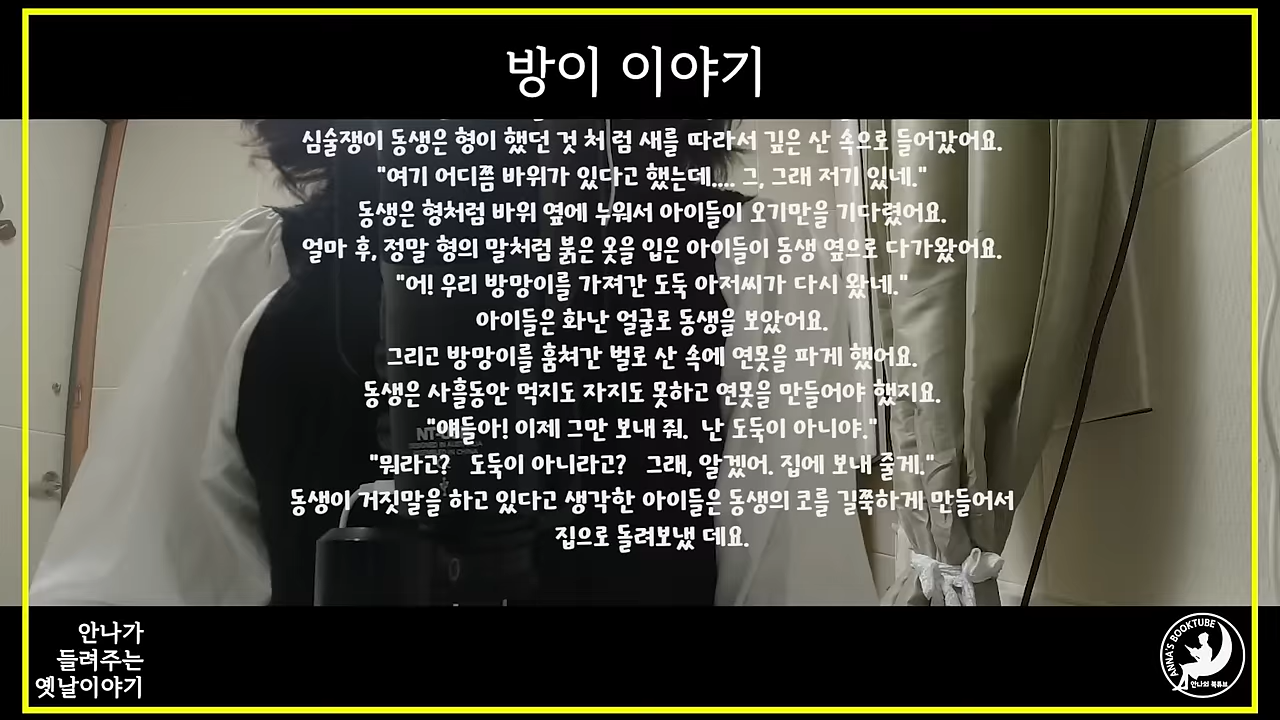 방이 이야기
심술쟁이 동생은 형이 했던 것 처 럼 새를 따라서 깊은 산 속으로 들어갔어요.
"여기 어디쯤 바위가 있다고 했는데.... 그, 그래 저기 있네."
동생은 형처럼 바위 옆에 누워서 아이들이 오기만을 기다렸어요.
얼마 후, 정말 형의 말처럼 붉은 옷을 입은 아이들이 동생 옆으로 다가왔어요.
"어! 우리 방망이를 가져간 도둑 아저씨가 다시 왔네."
아이들은 화난 얼굴로 동생을 보았어요.
그리고 방망이를 훔쳐간 벌로 산 속에 연못을 파게 했어요.
동생은 사흘동안 먹지도 자지도 못하고 연못을 만들어야 했지요.
"얘들아! 이제 그만 보내 줘. 난 도둑이 아니야."
"뭐라고? 도둑이 아니라고? 그래, 알겠어. 집에 보내 줄게."
동생이 거짓말을 하고 있다고 생각한 아이들은 동생의 코를 길쭉하게 만들어서
집으로 돌려보냈 데요.
안나가
들려주는
옛날이야기
ANNA'S BOOKTUBE
안나의 북튜브